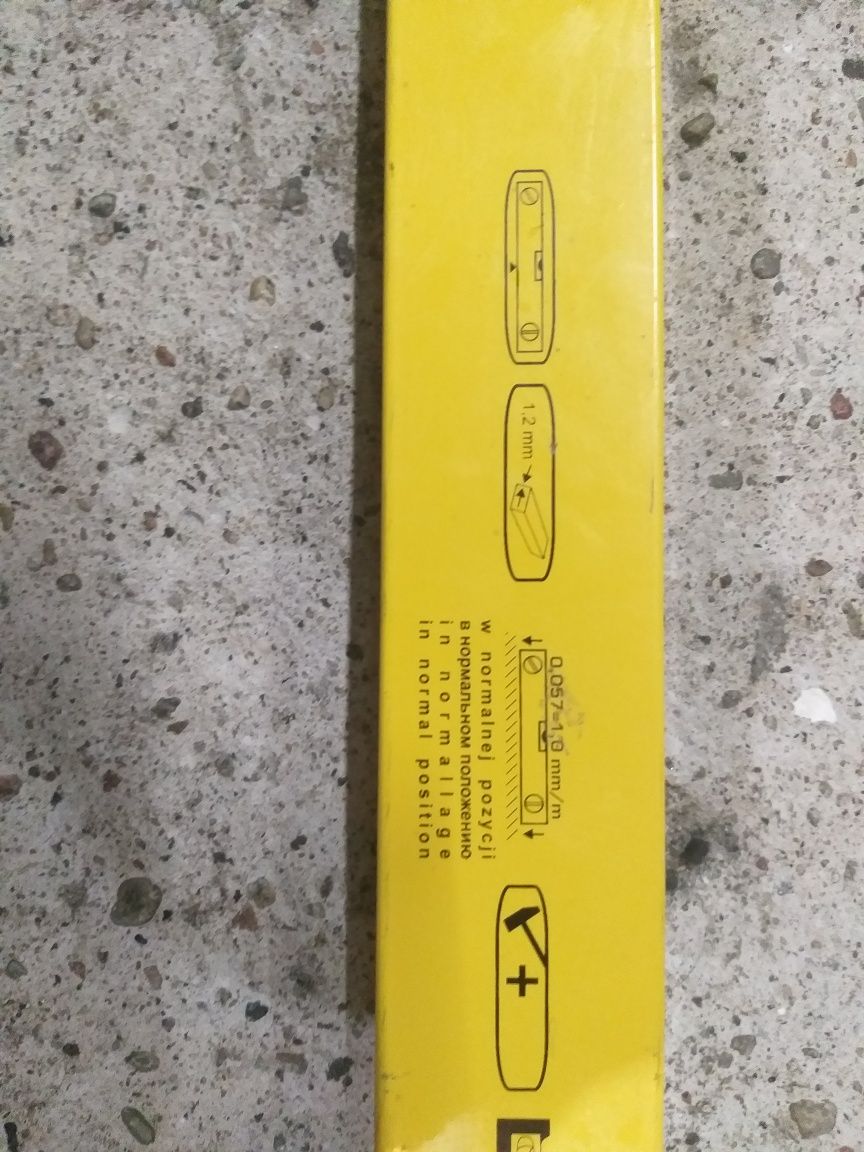 1,2 mm
0,057=1,0 mm/m
w normalnej pozycji
в нормальном положению
in normallage
in normal position